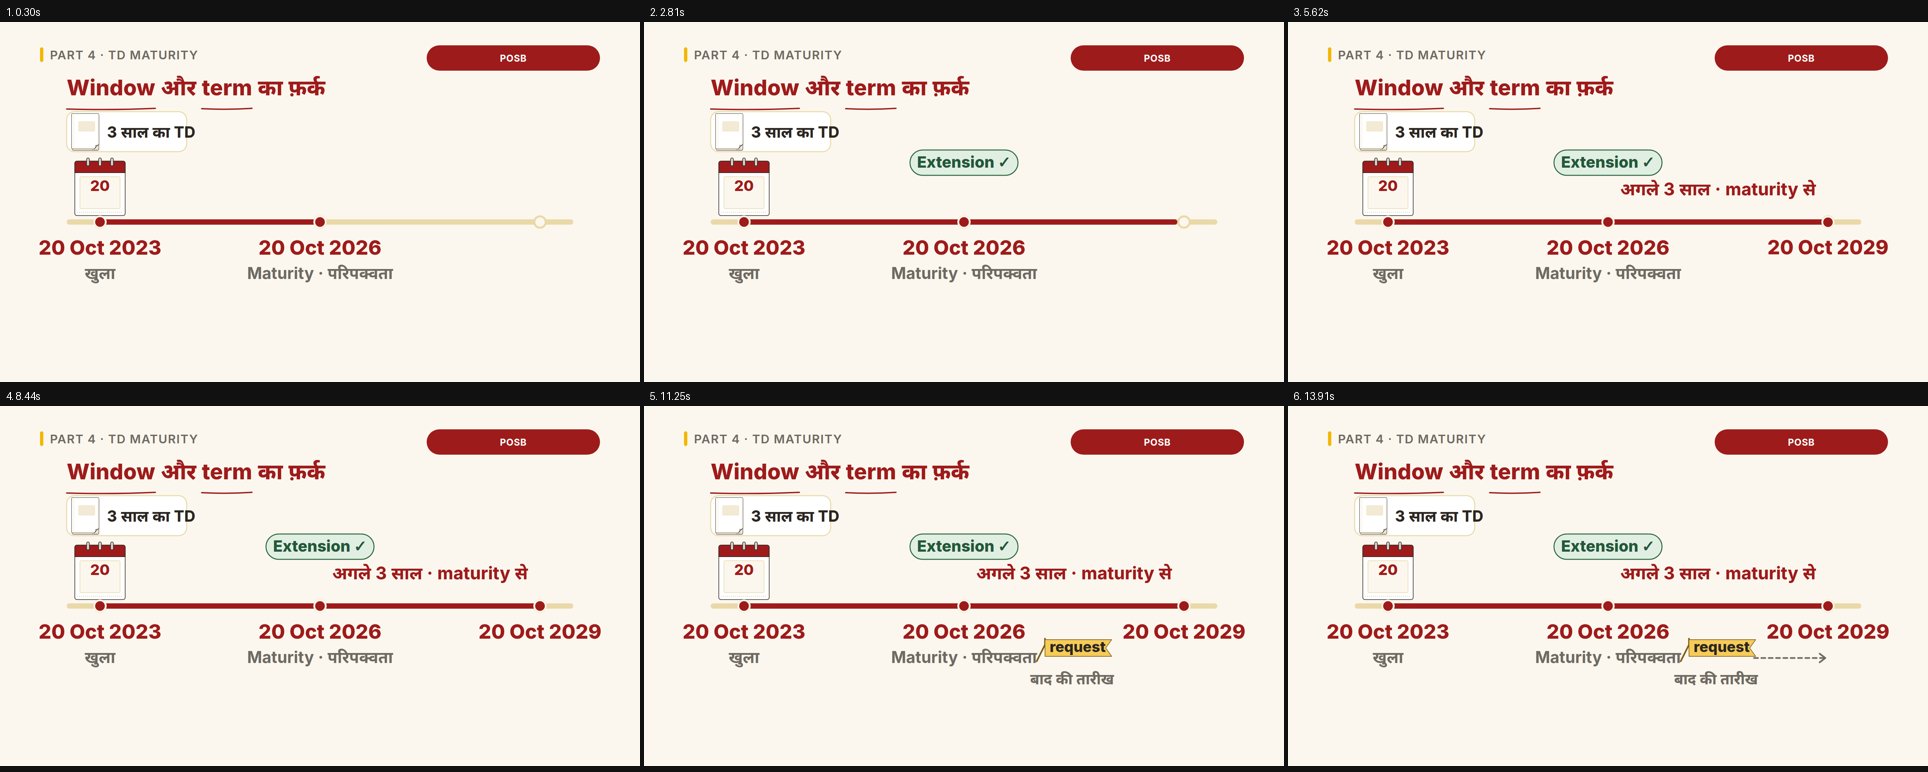 1. 0.30s
PART 4 · TD MATURITY
POSB
Window और term का फ़र्क
3 साल का TD
20
20 Oct 2023
20 Oct 2026
खुला
Maturity · परिपक्वता
2. 2.81s
PART 4 · TD MATURITY
POSB
Window और term का फ़र्क
3 साल का TD
Extension ✓
20
20 Oct 2023
20 Oct 2026
खुला
Maturity · परिपक्वता
3. 5.62s
PART 4 · TD MATURITY
POSB
Window और term का फ़र्क
3 साल का TD
Extension ✓
20
अगले 3 साल · maturity से
20 Oct 2023
20 Oct 2026
20 Oct 2029
खुला
Maturity · परिपक्वता
4. 8.44s
PART 4 · TD MATURITY
POSB
Window और term का फ़र्क
3 साल का TD
Extension ✓
20
अगले 3 साल · maturity से
20 Oct 2023
20 Oct 2026
20 Oct 2029
खुला
Maturity · परिपक्वता
5. 11.25s
PART 4 · TD MATURITY
POSB
Window और term का फ़र्क
3 साल का TD
Extension ✓
20
अगले 3 साल · maturity से
20 Oct 2023
20 Oct 2026
20 Oct 2029
request
खुला
Maturity · परिपक्वता
बाद की तारीख
6. 13.91s
PART 4 · TD MATURITY
POSB
Window और term का फ़र्क
3 साल का TD
Extension ✓
20
अगले 3 साल · maturity से
20 Oct 2023
20 Oct 2026
20 Oct 2029
request
खुला
Maturity · परिपक्वता
बाद की तारीख